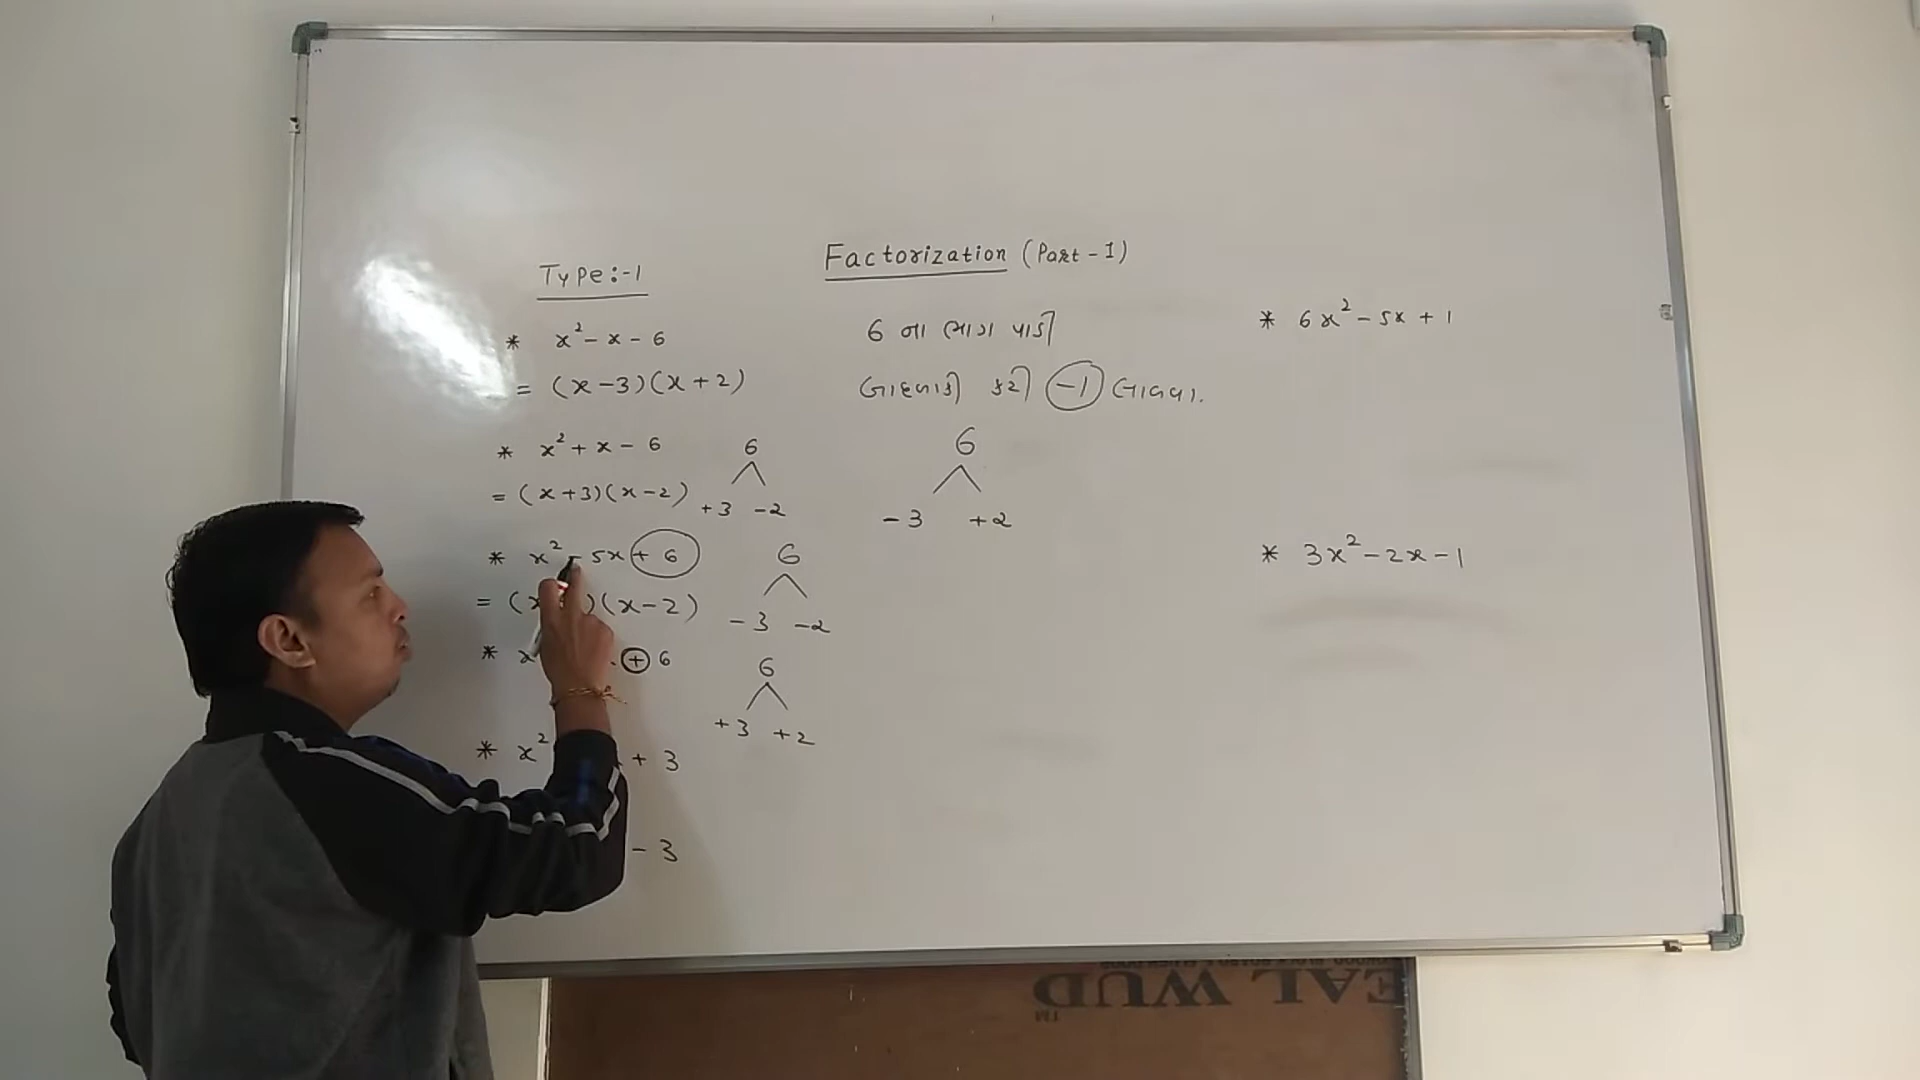 Factorization (Part - I)
Type:-1
* x² - x - 6
= (x - 3)(x + 2)
* x² + x - 6
6
= (x + 3)(x - 2)
+3 -2
* x² - 5x + 6
6
= (x )(x - 2)
-3 -2
* x + 6
6
+3 +2
* x² + 3
- 3
6 ના ભાગ પાડી
બાદબાકી કરી -1 લાવવા.
6
-3 +2
* 6x² - 5x + 1
* 3x² - 2x - 1